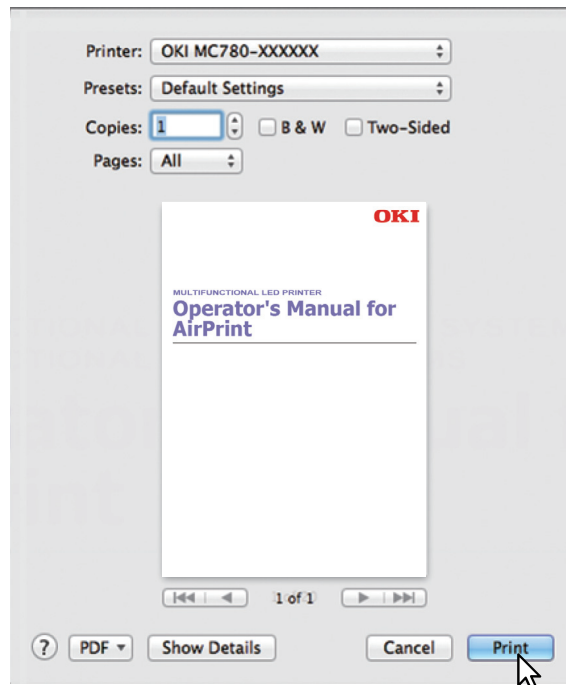 Printer: OKI MC780-XXXXXX
Presets: Default Settings
Copies: 1 B & W Two-Sided
Pages: All
OKI
MULTIFUNCTIONAL LED PRINTER
Operator's Manual for
AirPrint
1 of 1
? PDF Show Details Cancel Print